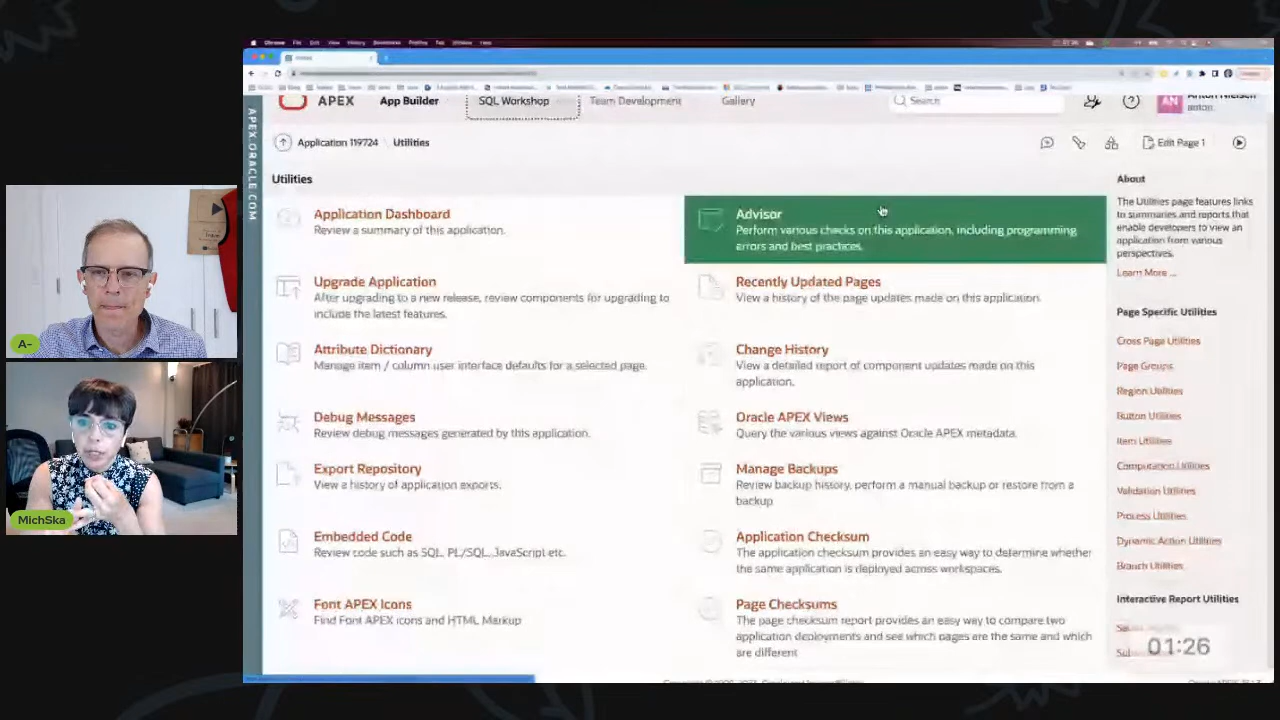 APEX
App Builder
SQL Workshop
Team Development
Gallery
Search
AN
Anton Nielsen
anton
APEX.ORACLE.COM
Application 119724
Utilities
Edit Page 1
Utilities
Application Dashboard
Review a summary of this application.
Advisor
Perform various checks on this application, including programming
errors and best practices.
Upgrade Application
After upgrading to a new release, review components for upgrading to
include the latest features.
Recently Updated Pages
View a history of the page updates made on this application.
Attribute Dictionary
Manage item / column user interface defaults for a selected page.
Change History
View a detailed report of component updates made on this
application.
Debug Messages
Review debug messages generated by this application.
Oracle APEX Views
Query the various views against Oracle APEX metadata.
Export Repository
View a history of application exports.
Manage Backups
Review backup history, perform a manual backup or restore from a
backup
Embedded Code
Review code such as SQL, PL/SQL, JavaScript etc.
Application Checksum
The application checksum provides an easy way to determine whether
the same application is deployed across workspaces.
Font APEX Icons
Find Font APEX icons and HTML Markup
Page Checksums
The page checksum report provides an easy way to compare two
application deployments and see which pages are the same and which
are different
About
The Utilities page features links
to summaries and reports that
enable developers to view an
application from various
perspectives.
Learn More ...
Page Specific Utilities
Cross Page Utilities
Page Groups
Region Utilities
Button Utilities
Item Utilities
Computation Utilities
Validation Utilities
Process Utilities
Dynamic Action Utilities
Branch Utilities
Interactive Report Utilities
01:26
A-
MichSka